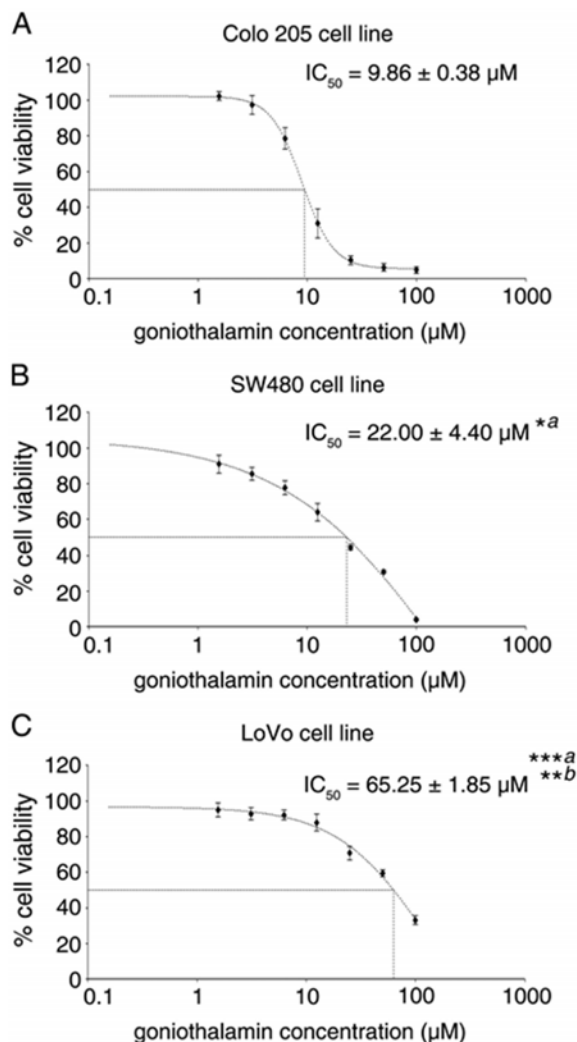 A
Colo 205 cell line
IC50 = 9.86 ± 0.38 µM
% cell viability
120
100
80
60
40
20
0
0.1 1 10 100 1000
goniothalamin concentration (µM)
B
SW480 cell line
IC50 = 22.00 ± 4.40 µM *a
% cell viability
120
100
80
60
40
20
0
0.1 1 10 100 1000
goniothalamin concentration (µM)
C
LoVo cell line
***a
IC50 = 65.25 ± 1.85 µM **b
% cell viability
120
100
80
60
40
20
0
0.1 1 10 100 1000
goniothalamin concentration (µM)